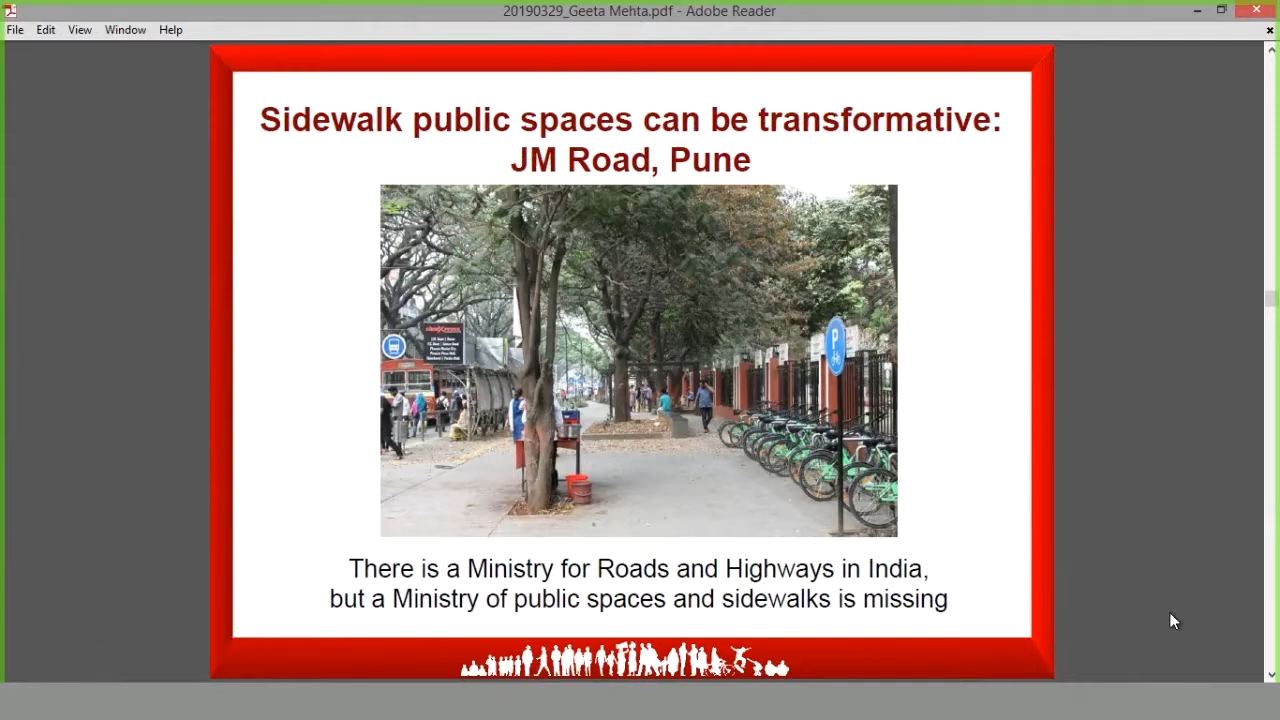 20190329_Geeta Mehta.pdf - Adobe Reader
File Edit View Window Help
Sidewalk public spaces can be transformative:
JM Road, Pune
P
There is a Ministry for Roads and Highways in India,
but a Ministry of public spaces and sidewalks is missing